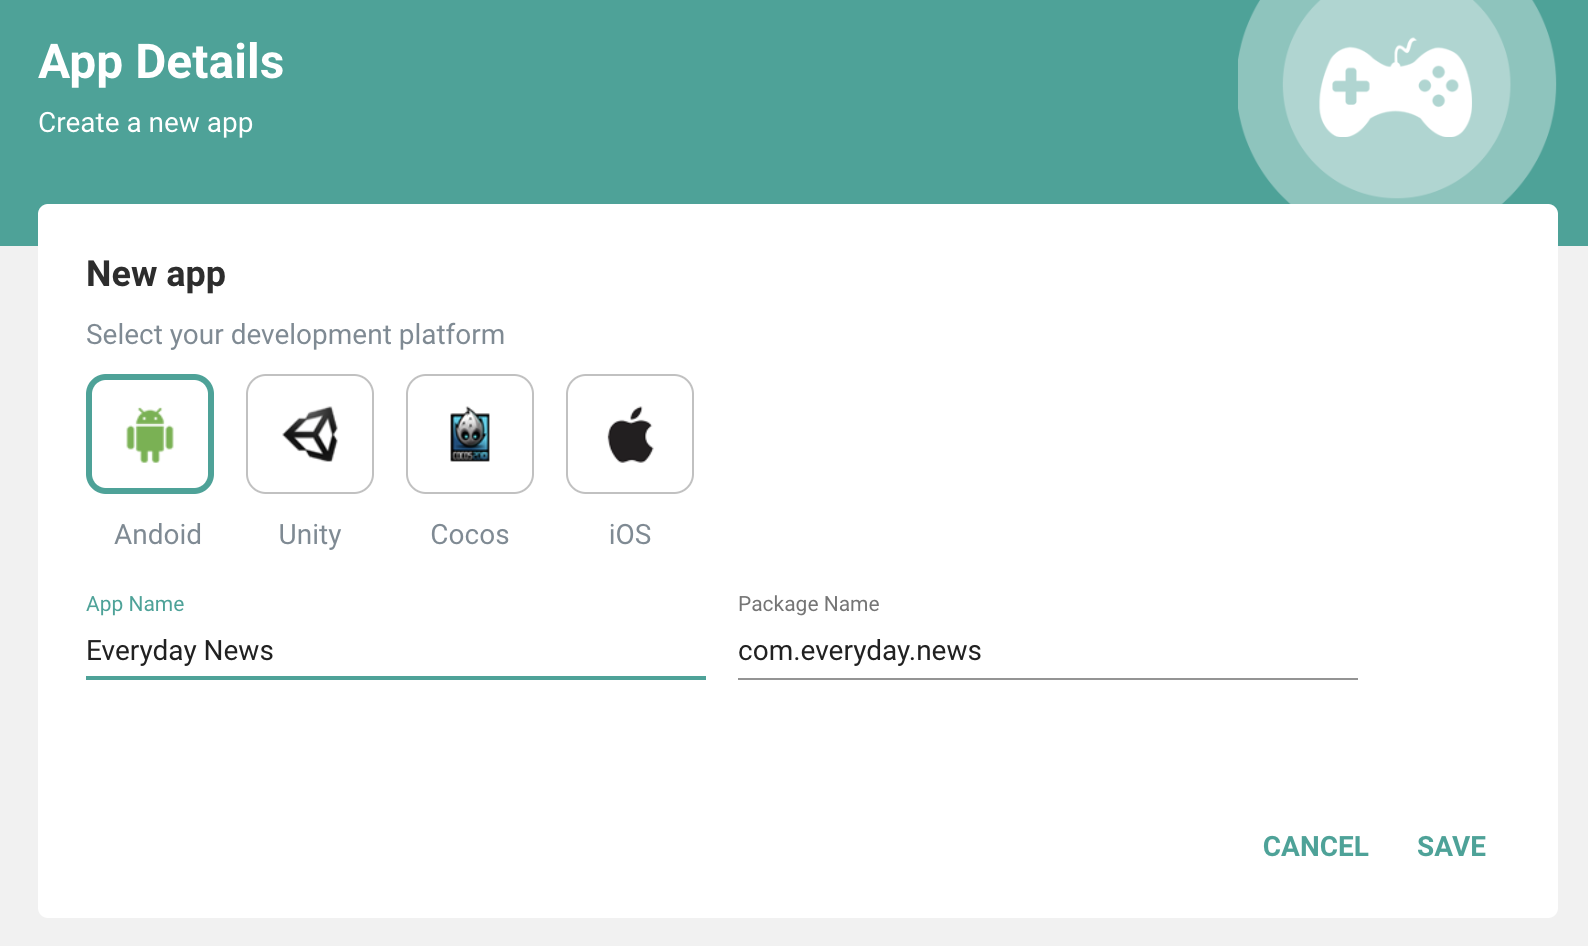 App Details
Create a new app
New app
Select your development platform
Andoid Unity Cocos iOS
App Name Package Name
Everyday News com.everyday.news
CANCEL SAVE